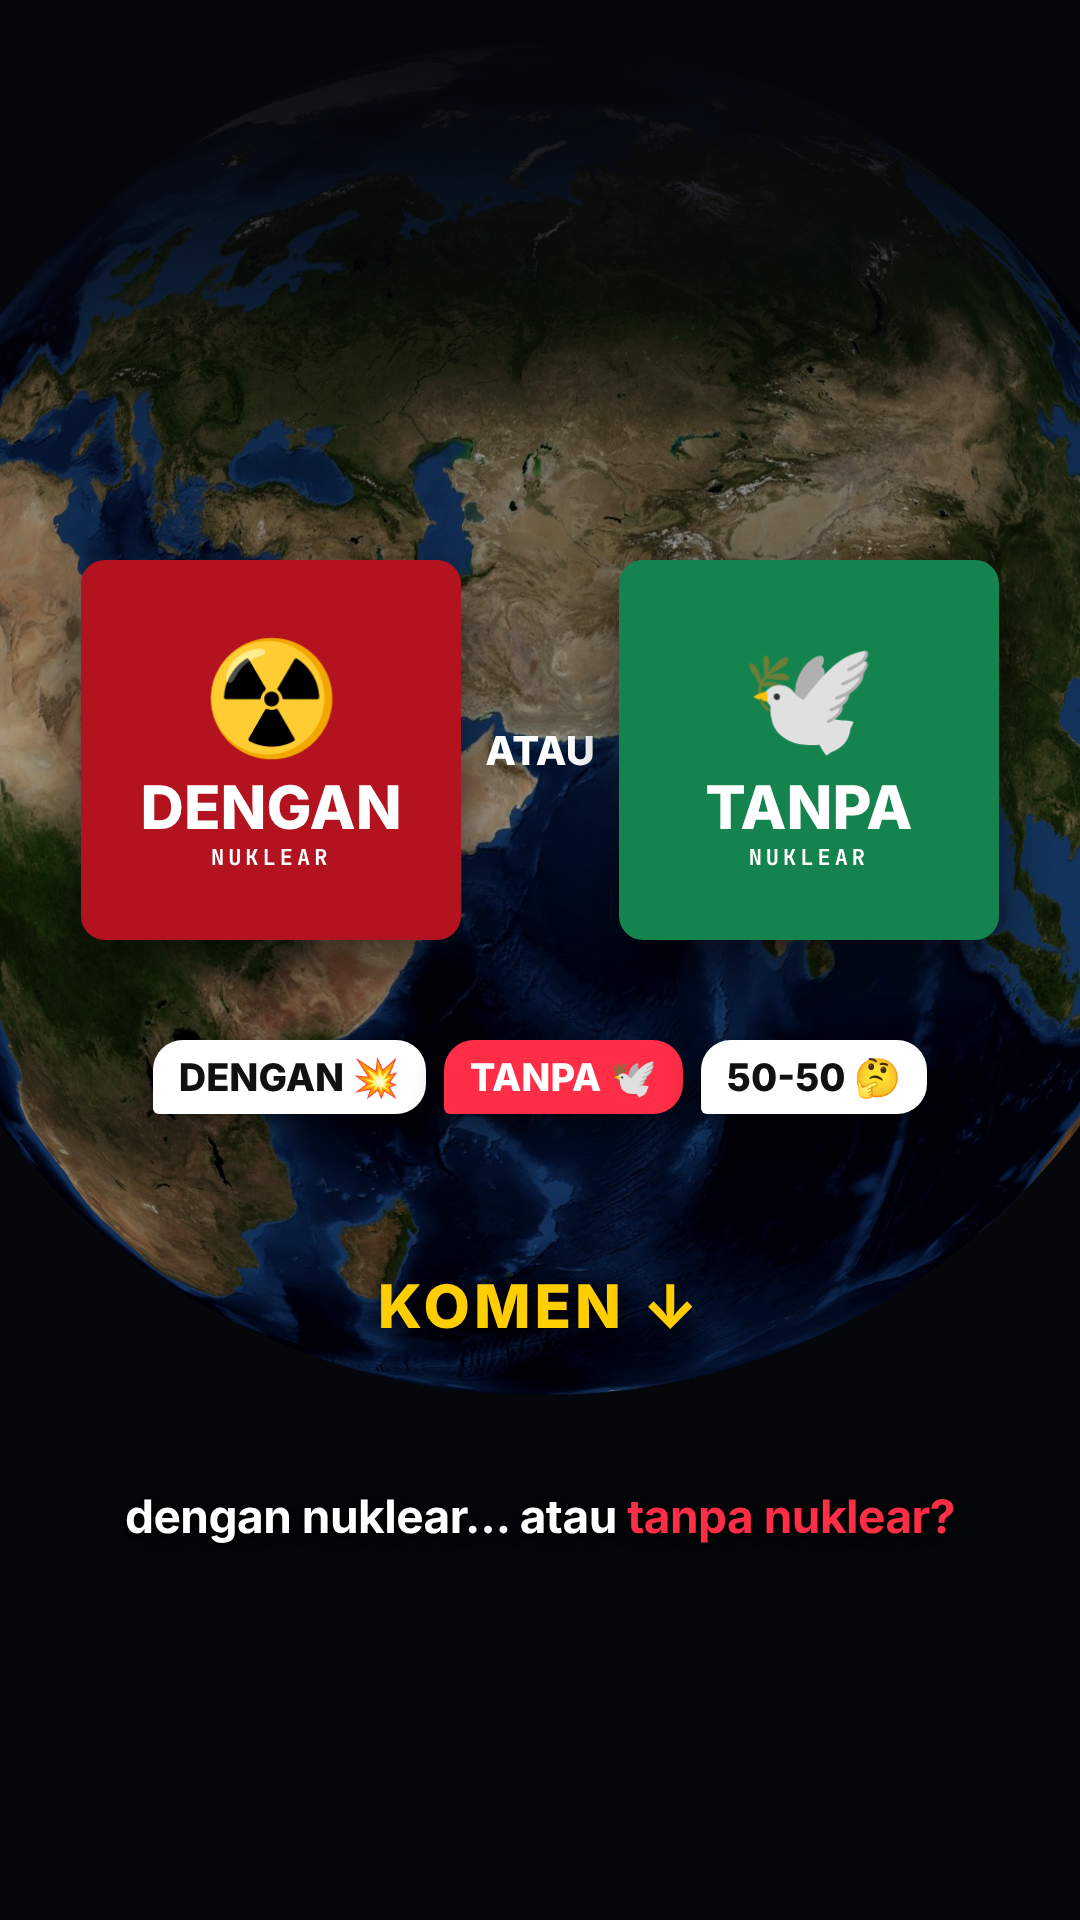 DENGAN
NUKLEAR
ATAU
TANPA
NUKLEAR
DENGAN 💥
TANPA 🕊️
50-50 🤔
KOMEN ↓
dengan nuklear... atau tanpa nuklear?